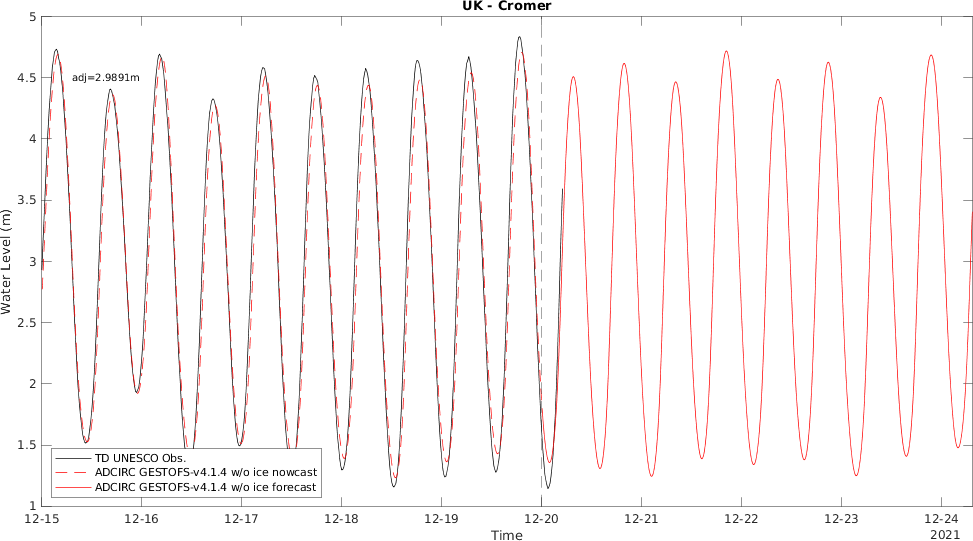 UK - Cromer
5
4.5
4
3.5
3
2.5
2
1.5
1
Water Level (m)
adj=2.9891m
TD UNESCO Obs.
ADCIRC GESTOFS-v4.1.4 w/o ice nowcast
ADCIRC GESTOFS-v4.1.4 w/o ice forecast
12-15 12-16 12-17 12-18 12-19 12-20 12-21 12-22 12-23 12-24
Time
2021